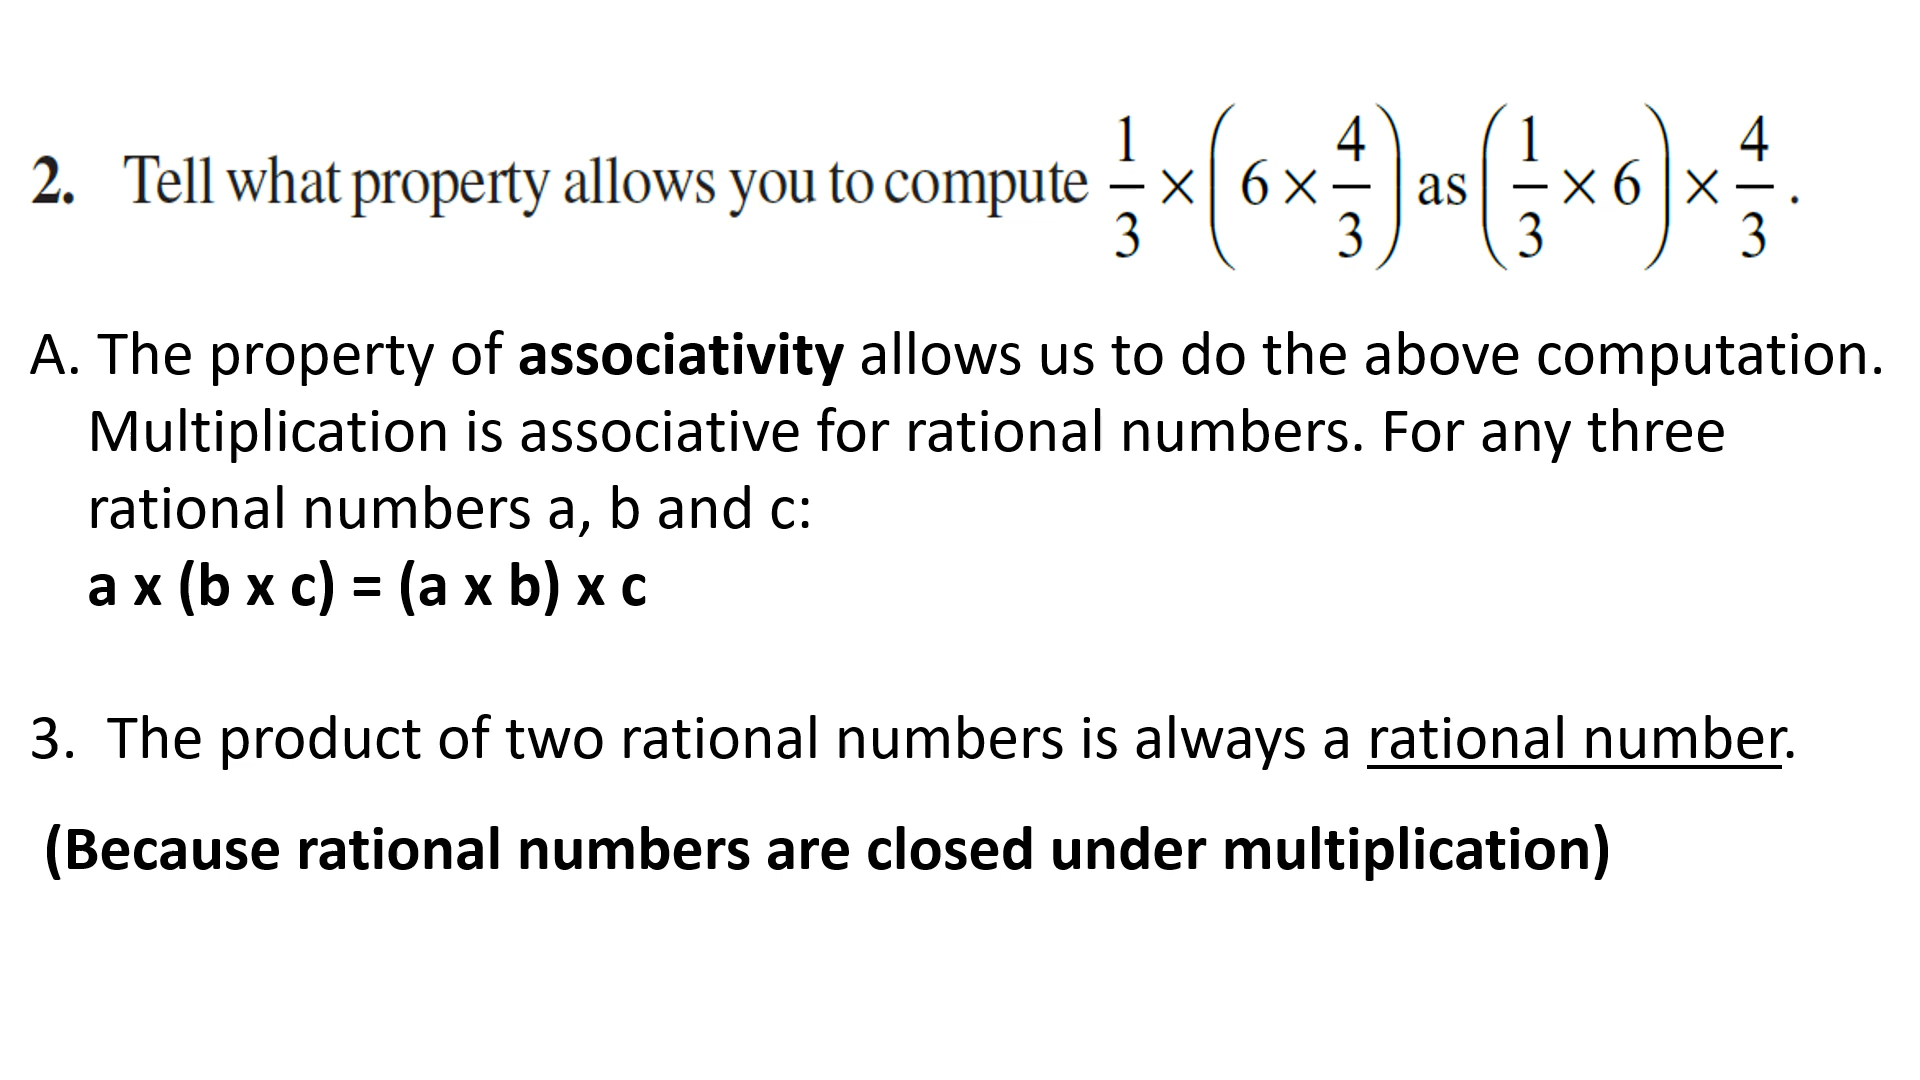 2. Tell what property allows you to compute 1/3 × (6 × 4/3) as (1/3 × 6) × 4/3.
A. The property of associativity allows us to do the above computation.
Multiplication is associative for rational numbers. For any three
rational numbers a, b and c:
a x (b x c) = (a x b) x c
3. The product of two rational numbers is always a rational number.
(Because rational numbers are closed under multiplication)